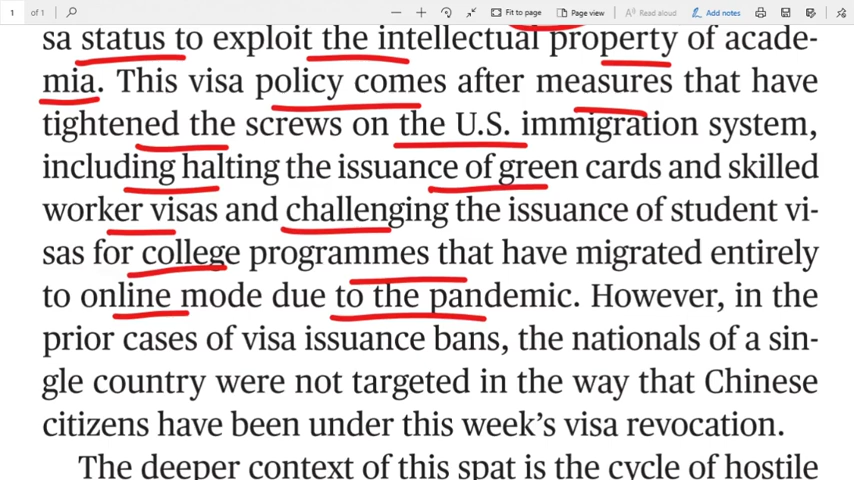 1 of 1 Fit to page Page view Read aloud Add notes
sa status to exploit the intellectual property of acade-
mia. This visa policy comes after measures that have
tightened the screws on the U.S. immigration system,
including halting the issuance of green cards and skilled
worker visas and challenging the issuance of student vi-
sas for college programmes that have migrated entirely
to online mode due to the pandemic. However, in the
prior cases of visa issuance bans, the nationals of a sin-
gle country were not targeted in the way that Chinese
citizens have been under this week’s visa revocation.
The deeper context of this spat is the cycle of hostile